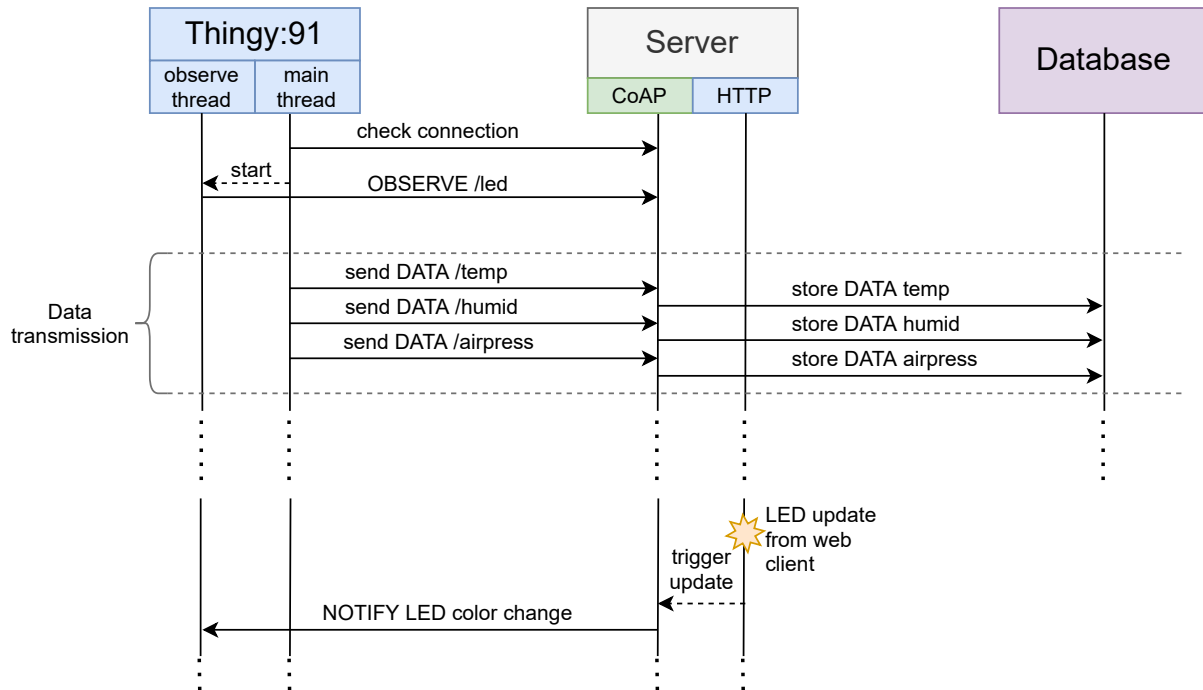 Thingy:91
Server
Database
observe
thread
main
thread
CoAP
HTTP
check connection
start
OBSERVE /led
Data
transmission
send DATA /temp
store DATA temp
send DATA /humid
store DATA humid
send DATA /airpress
store DATA airpress
LED update
from web
client
trigger
update
NOTIFY LED color change